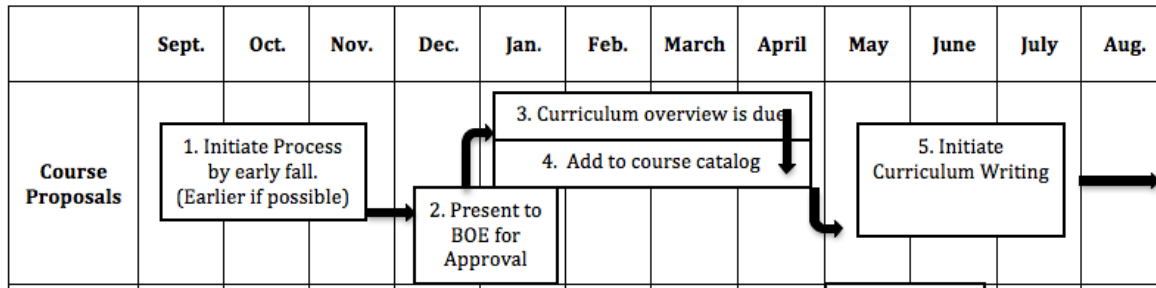 Sept. Oct. Nov. Dec. Jan. Feb. March April May June July Aug.
Course
Proposals
1. Initiate Process
by early fall.
(Earlier if possible)
2. Present to
BOE for
Approval
3. Curriculum overview is due
4. Add to course catalog
5. Initiate
Curriculum Writing